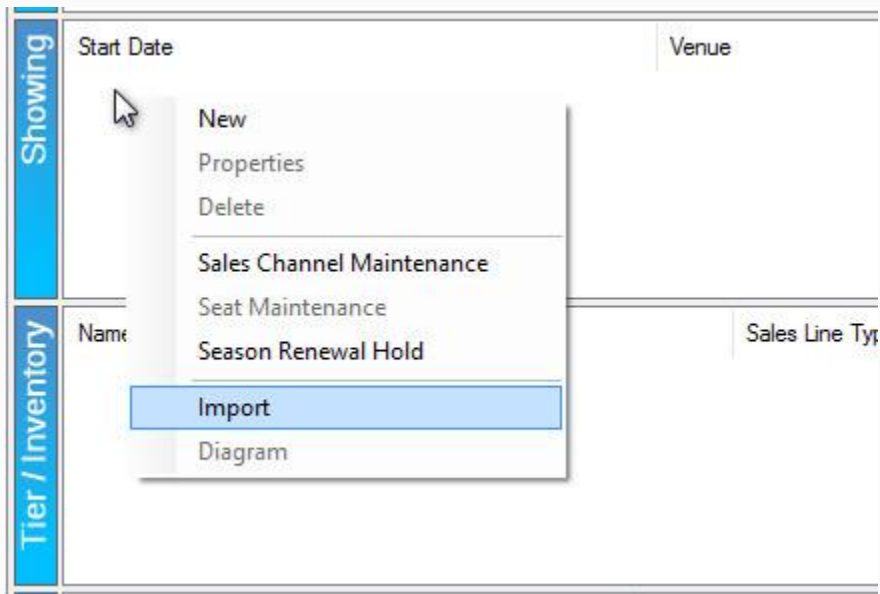 Showing
Start Date
Venue
New
Properties
Delete
Sales Channel Maintenance
Seat Maintenance
Season Renewal Hold
Import
Diagram
Tier / Inventory
Name
Sales Line Typ